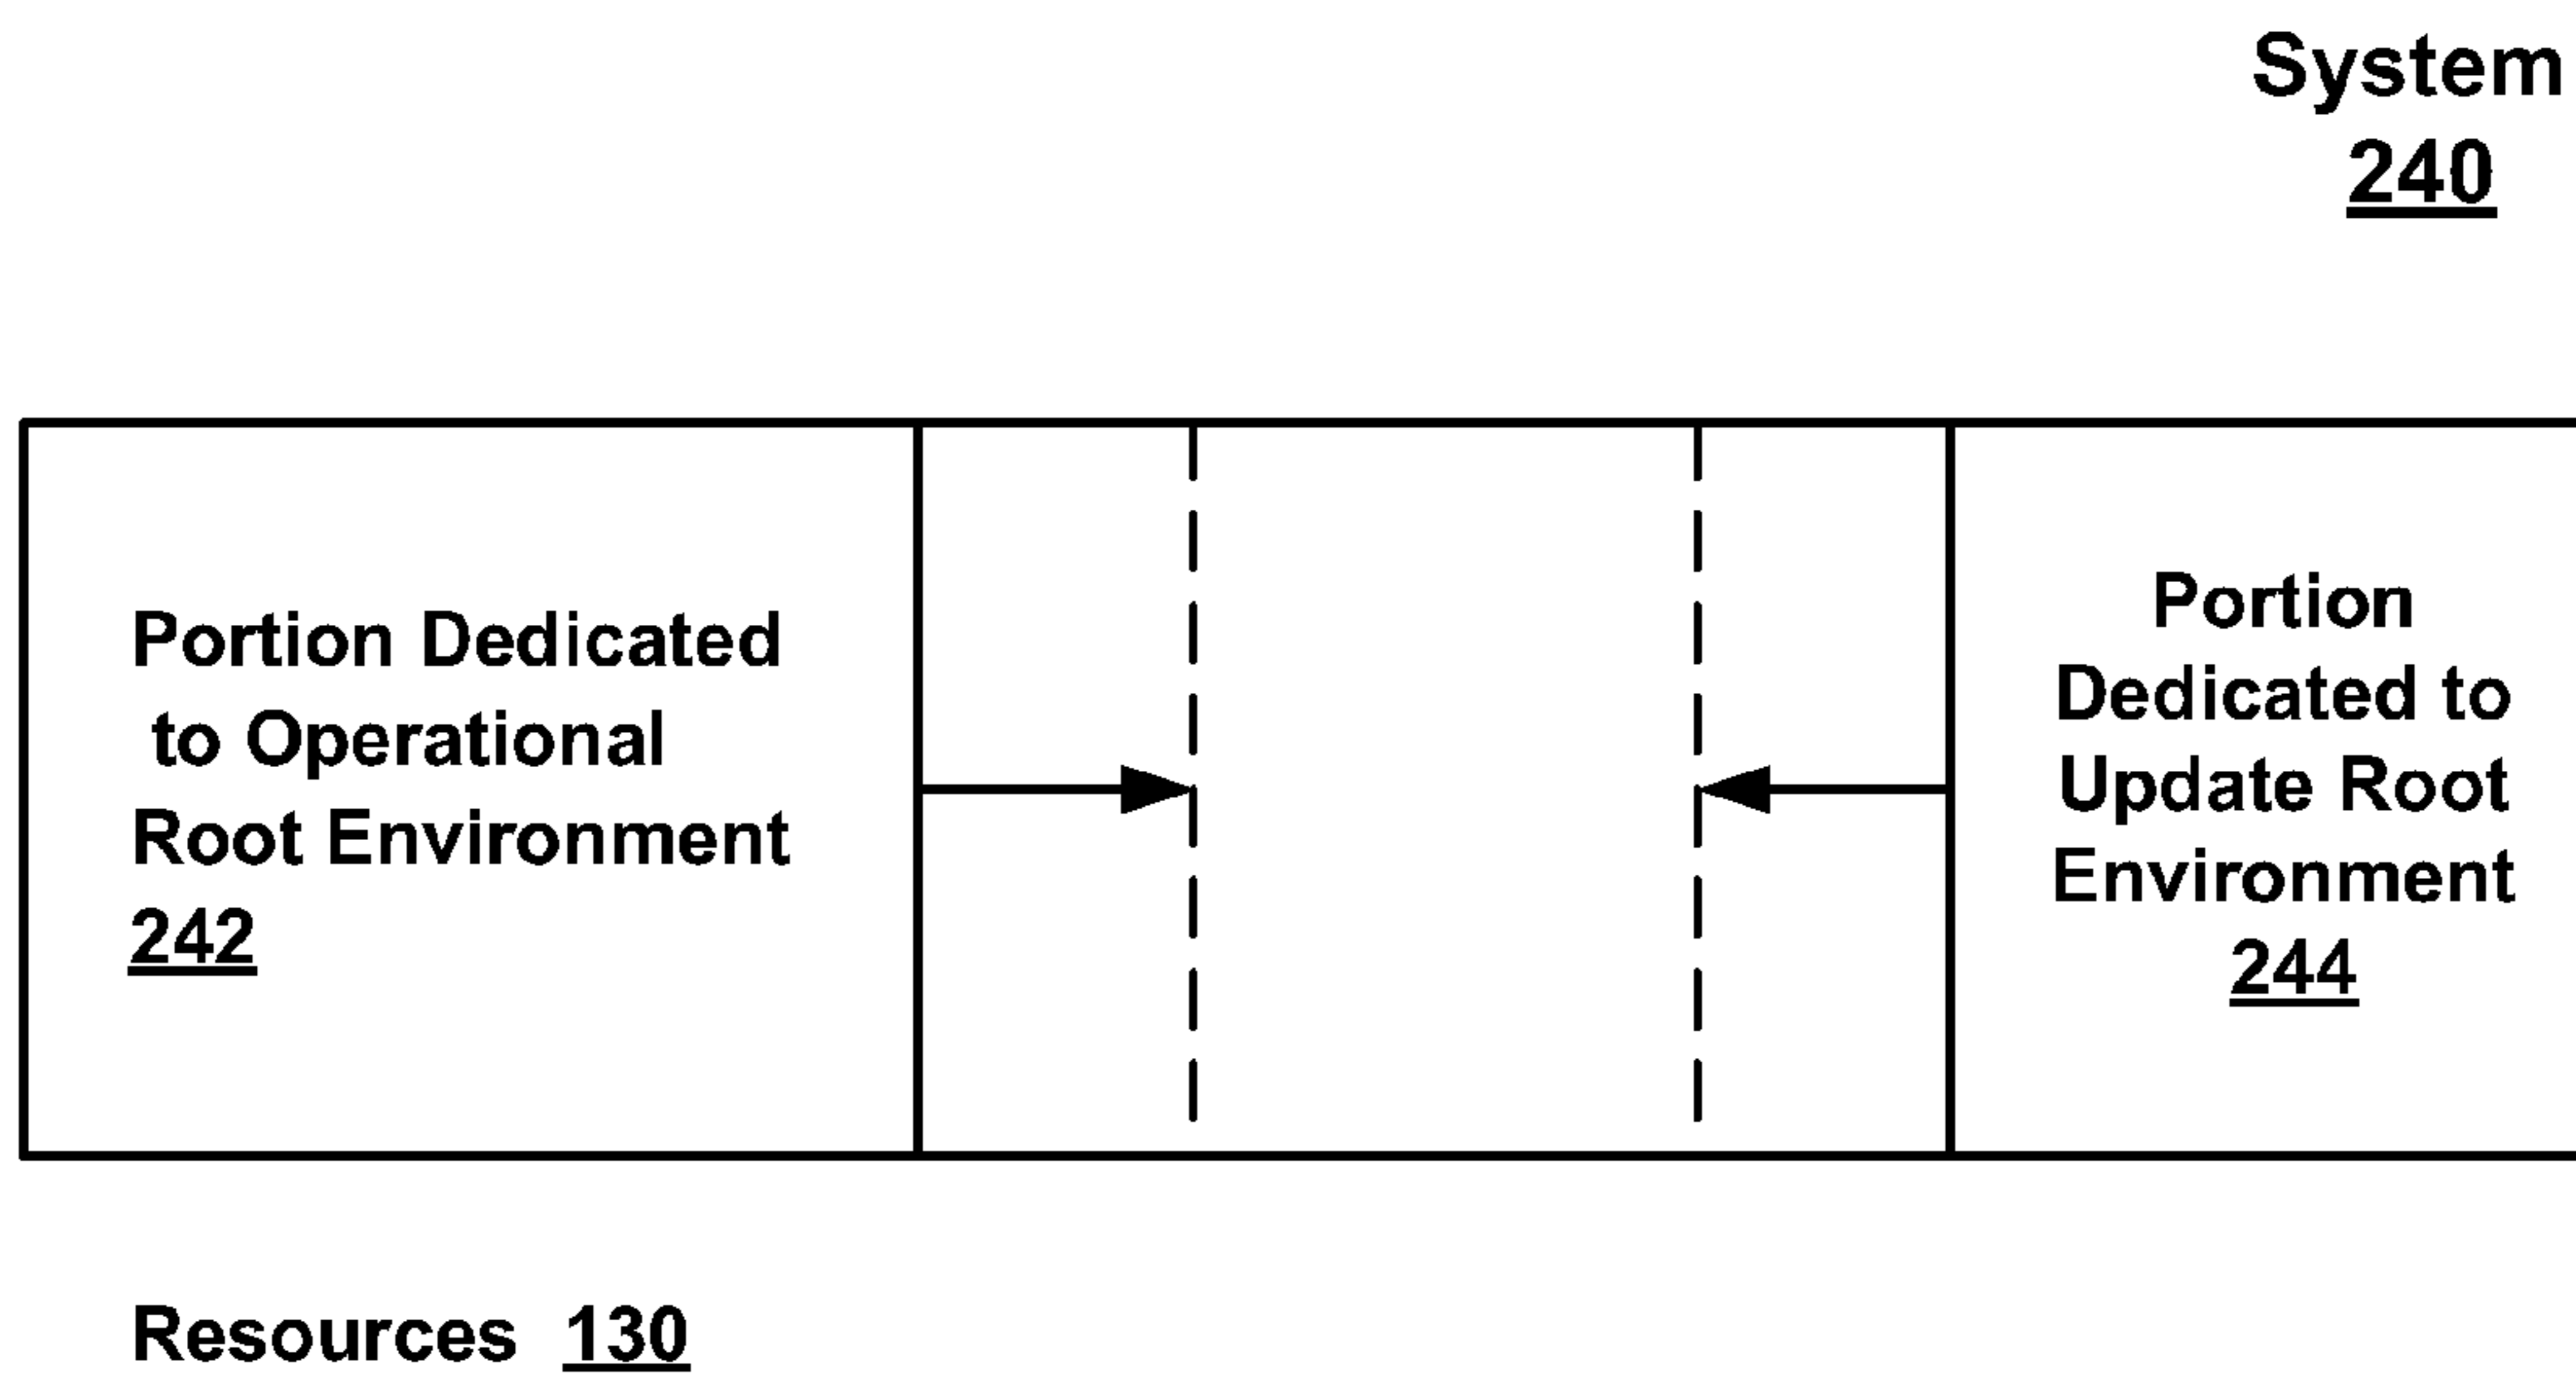 System
240
Portion Dedicated
to Operational
Root Environment
242
Portion
Dedicated to
Update Root
Environment
244
Resources 130